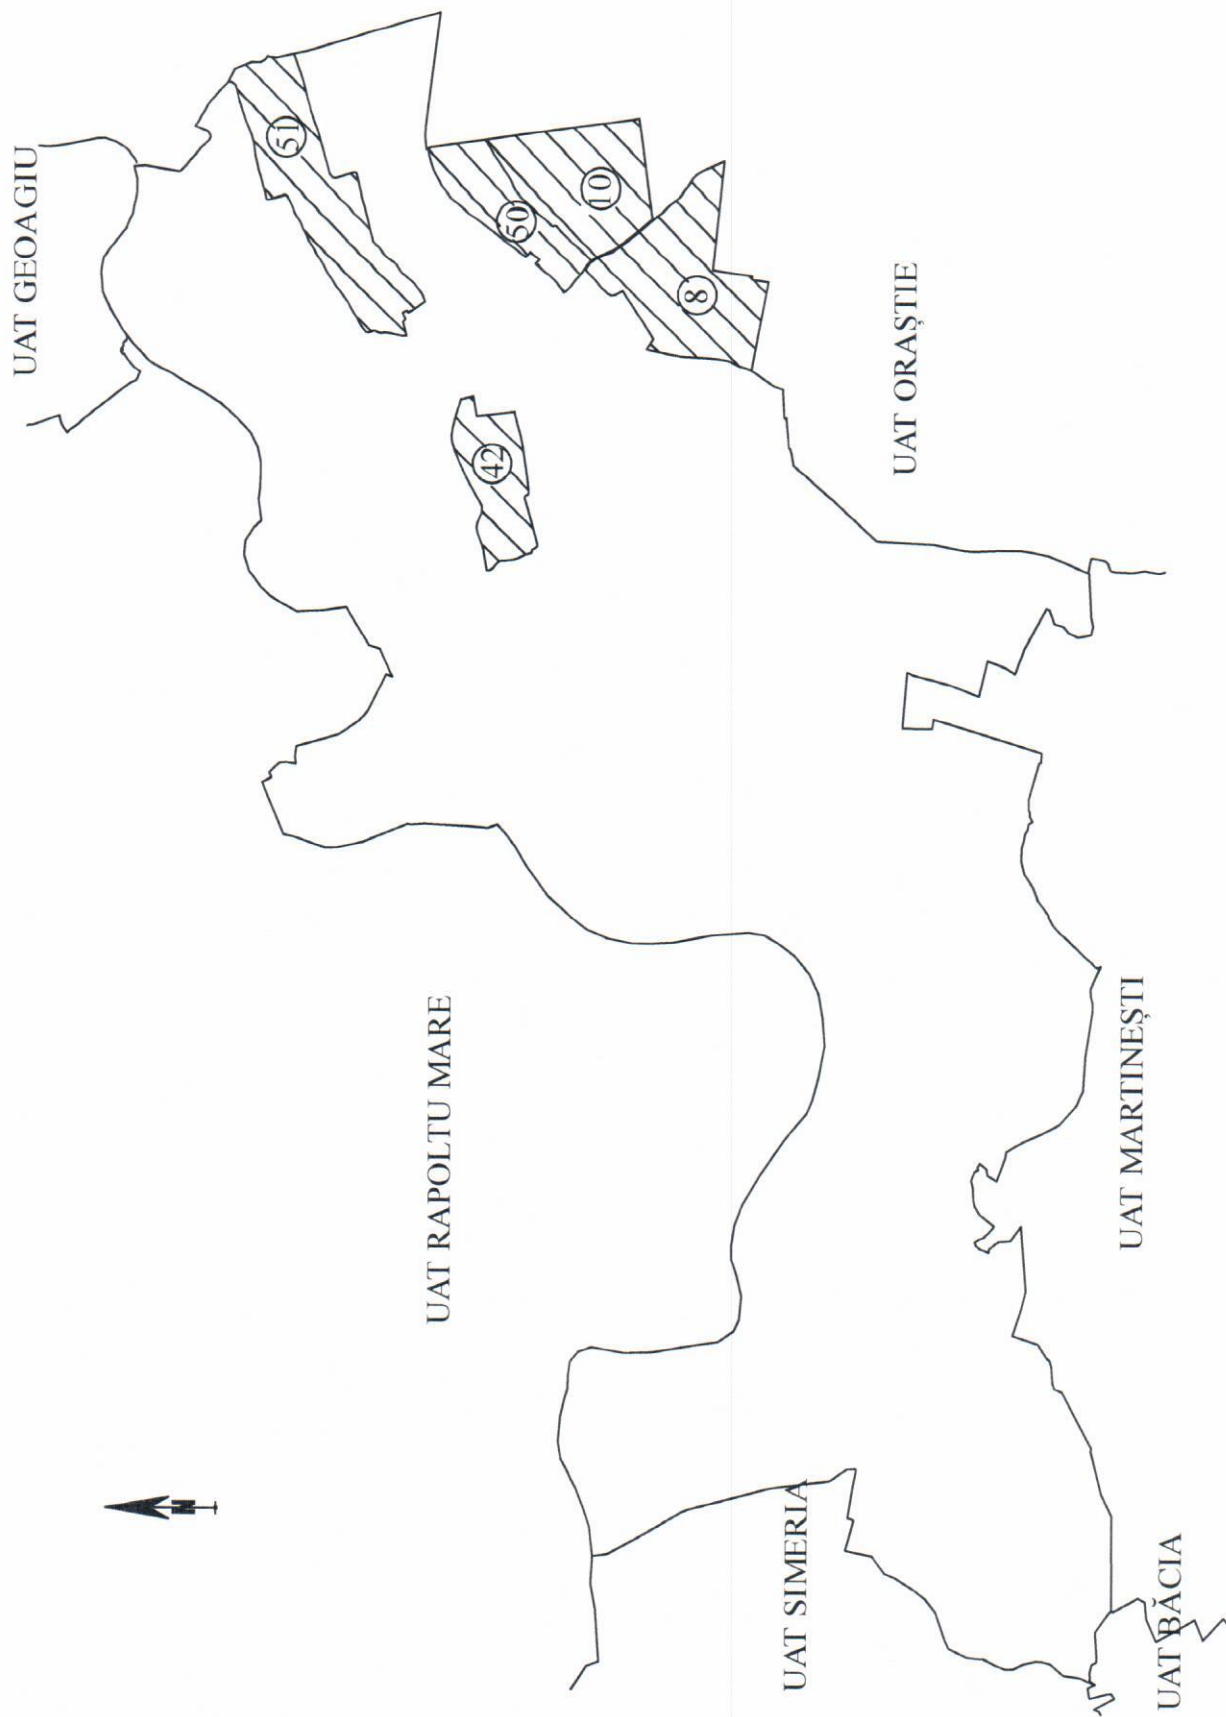 UAT GEOAGIU
51
50
10
8
42
UAT ORAȘTIE
UAT RAPOLTU MARE
UAT MARTINEȘTI
N
UAT SIMERIA
UAT BĂCIA